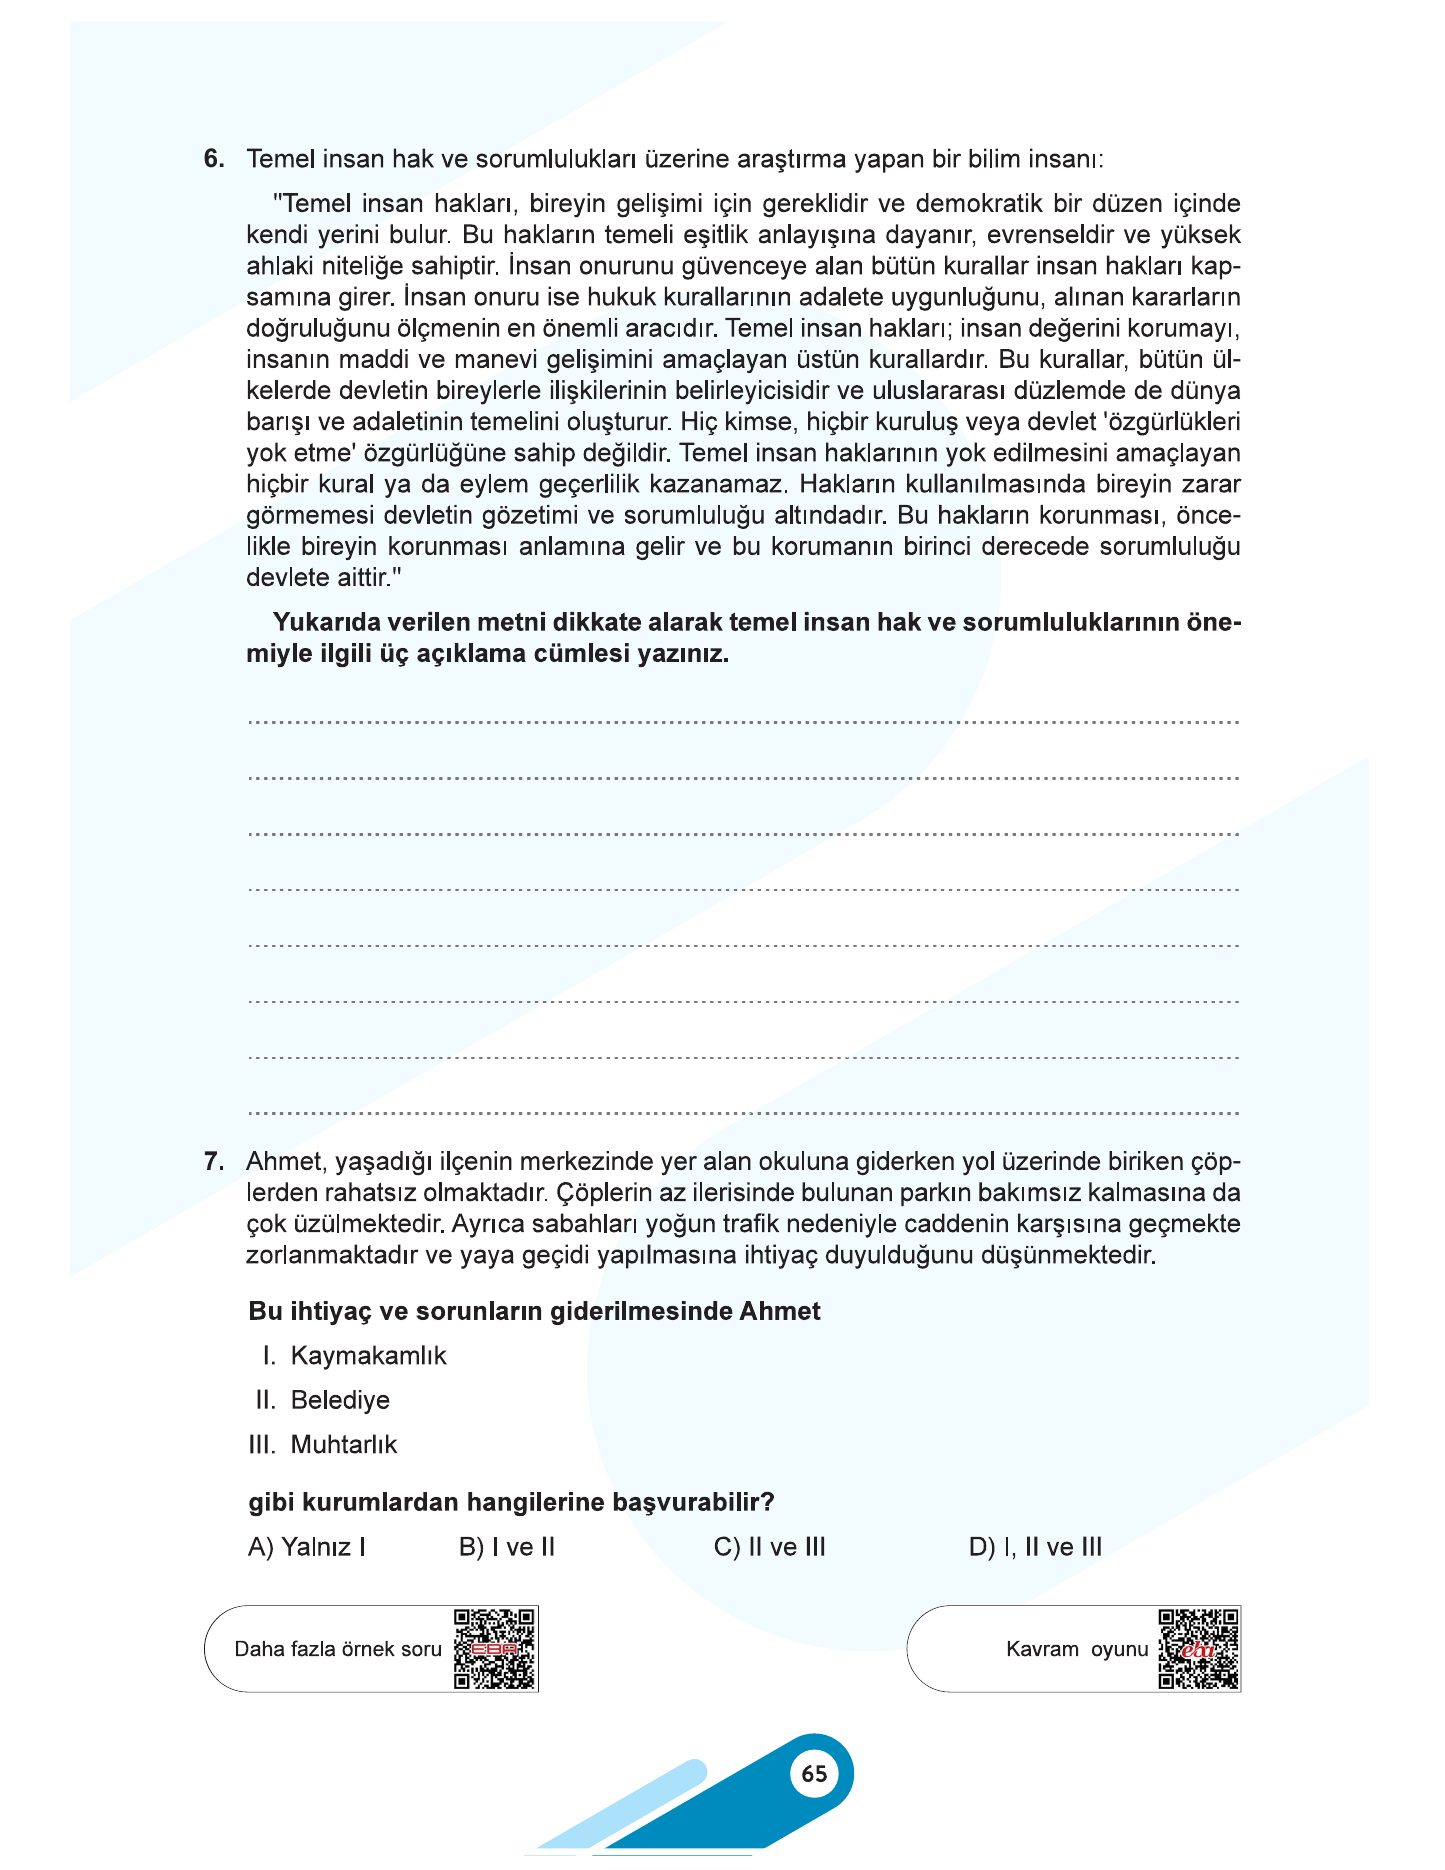 6. Temel insan hak ve sorumlulukları üzerine araştırma yapan bir bilim insanı:
"Temel insan hakları, bireyin gelişimi için gereklidir ve demokratik bir düzen içinde
kendi yerini bulur. Bu hakların temeli eşitlik anlayışına dayanır, evrenseldir ve yüksek
ahlaki niteliğe sahiptir. İnsan onurunu güvenceye alan bütün kurallar insan hakları kap-
samına girer. İnsan onuru ise hukuk kurallarının adalete uygunluğunu, alınan kararların
doğruluğunu ölçmenin en önemli aracıdır. Temel insan hakları; insan değerini korumayı,
insanın maddi ve manevi gelişimini amaçlayan üstün kurallardır. Bu kurallar, bütün ül-
kelerde devletin bireylerle ilişkilerinin belirleyicisidir ve uluslararası düzlemde de dünya
barışı ve adaletinin temelini oluşturur. Hiç kimse, hiçbir kuruluş veya devlet 'özgürlükleri
yok etme' özgürlüğüne sahip değildir. Temel insan haklarının yok edilmesini amaçlayan
hiçbir kural ya da eylem geçerlilik kazanamaz. Hakların kullanılmasında bireyin zarar
görmemesi devletin gözetimi ve sorumluluğu altındadır. Bu hakların korunması, önce-
likle bireyin korunması anlamına gelir ve bu korumanın birinci derecede sorumluluğu
devlete aittir."
Yukarıda verilen metni dikkate alarak temel insan hak ve sorumluluklarının öne-
miyle ilgili üç açıklama cümlesi yazınız.
7. Ahmet, yaşadığı ilçenin merkezinde yer alan okuluna giderken yol üzerinde biriken çöp-
lerden rahatsız olmaktadır. Çöplerin az ilerisinde bulunan parkın bakımsız kalmasına da
çok üzülmektedir. Ayrıca sabahları yoğun trafik nedeniyle caddenin karşısına geçmekte
zorlanmaktadır ve yaya geçidi yapılmasına ihtiyaç duyulduğunu düşünmektedir.
Bu ihtiyaç ve sorunların giderilmesinde Ahmet
I. Kaymakamlık
II. Belediye
III. Muhtarlık
gibi kurumlardan hangilerine başvurabilir?
A) Yalnız I B) I ve II C) II ve III D) I, II ve III
Daha fazla örnek soru EBA Kavram oyunu eba
65